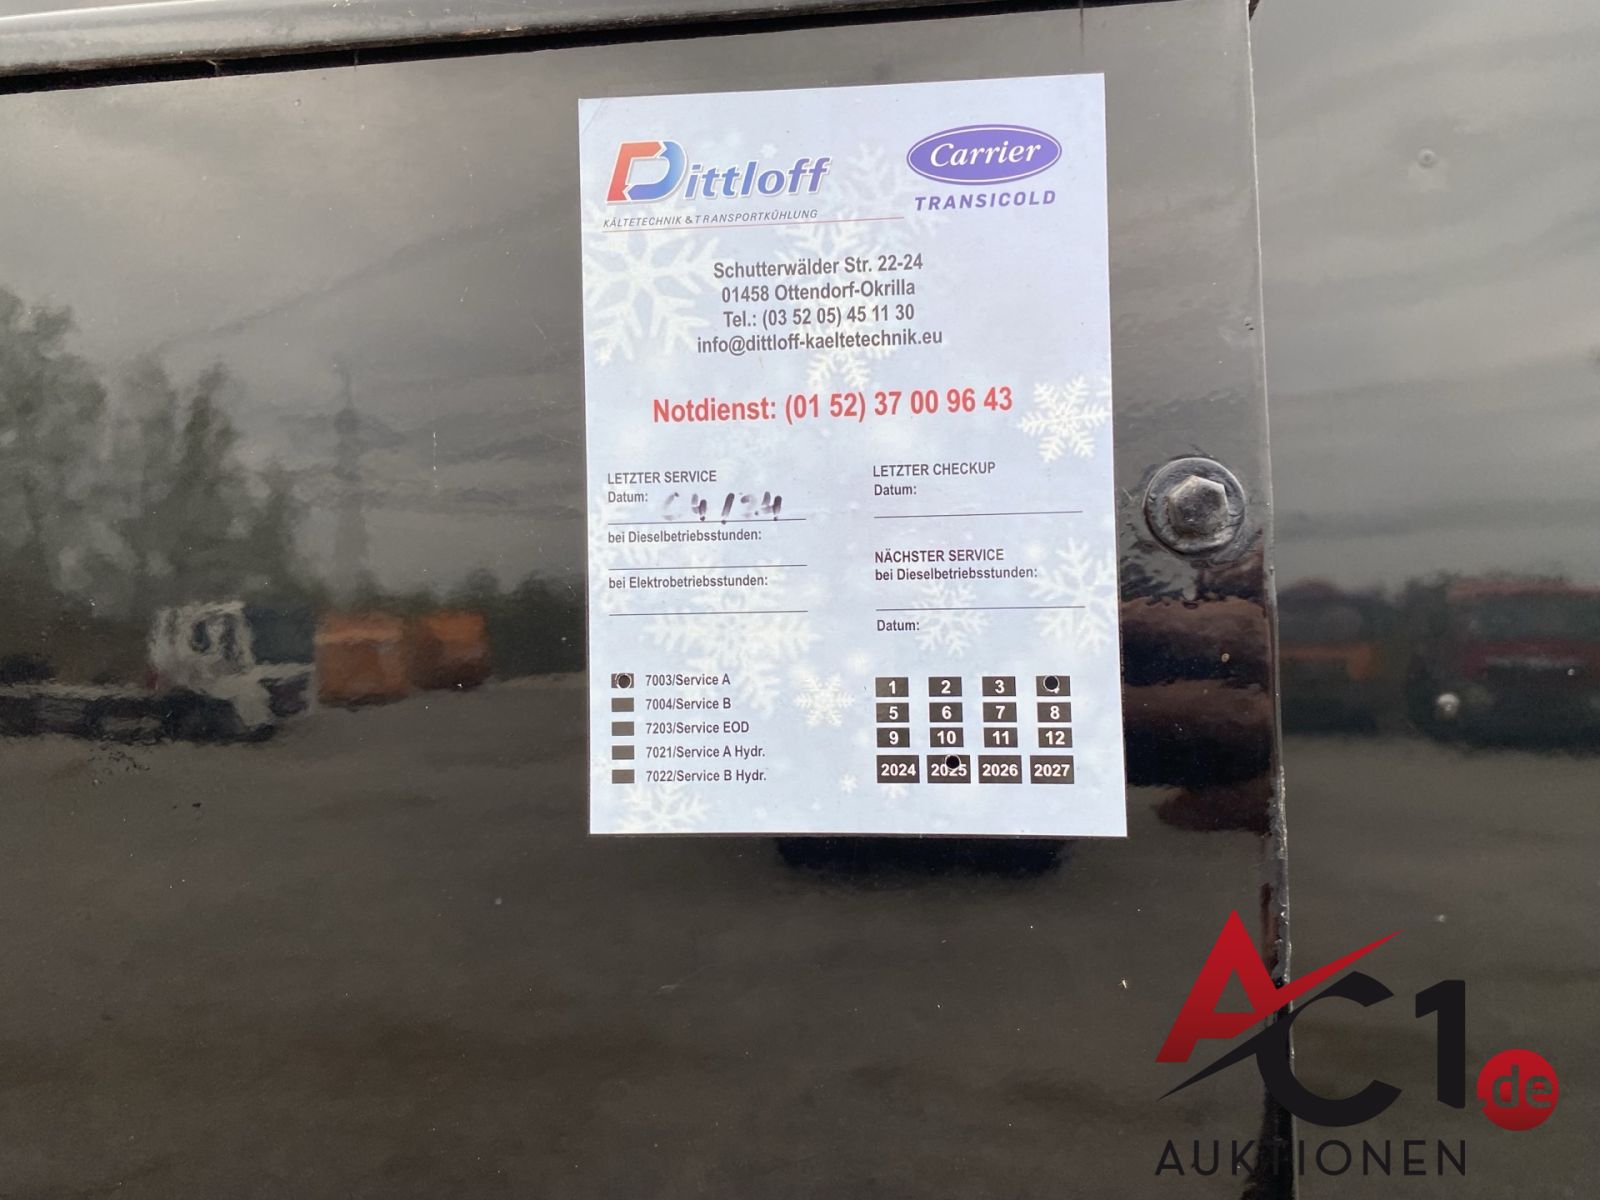 Dittloff
KÄLTETECHNIK & TRANSPORTKÜHLUNG
Carrier
TRANSICOLD
Schutterwälder Str. 22-24
01458 Ottendorf-Okrilla
Tel.: (03 52 05) 45 11 30
info@dittloff-kaeltetechnik.eu
Notdienst: (01 52) 37 00 96 43
LETZTER SERVICE
Datum: 04/24
bei Dieselbetriebsstunden:
bei Elektrobetriebsstunden:
LETZTER CHECKUP
Datum:
NÄCHSTER SERVICE
bei Dieselbetriebsstunden:
Datum:
7003/Service A
7004/Service B
7203/Service EOD
7021/Service A Hydr.
7022/Service B Hydr.
1 2 3
5 6 7 8
9 10 11 12
2024 2025 2026 2027
AC1.de
AUKTIONEN